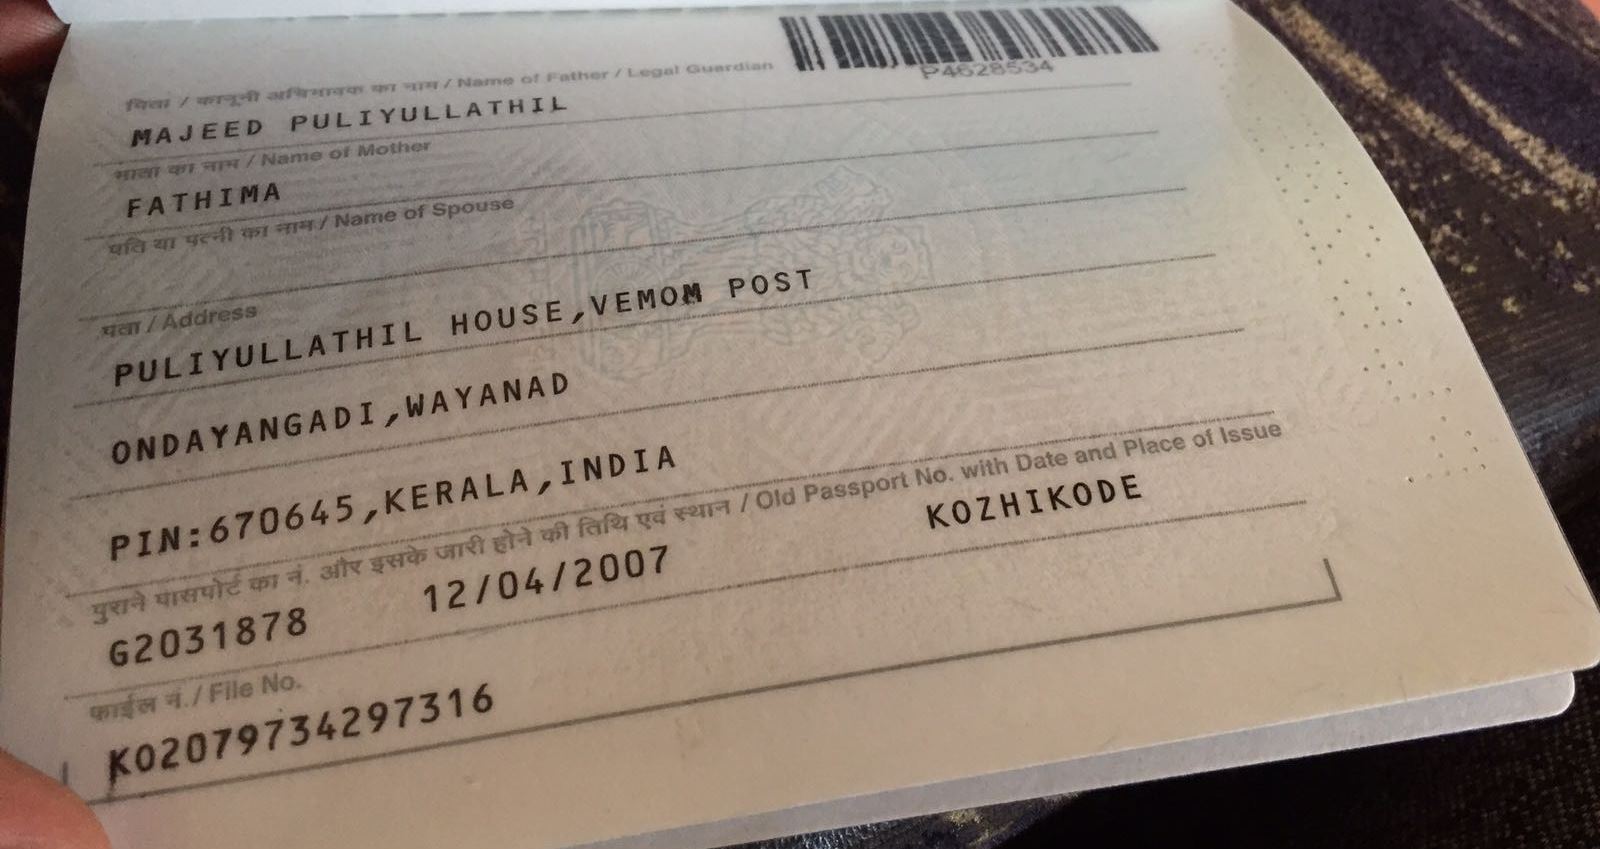 P4628534
पिता / कानूनी अभिभावक का नाम / Name of Father / Legal Guardian
MAJEED PULIYULLATHIL
माता का नाम / Name of Mother
FATHIMA
पति या पत्नी का नाम / Name of Spouse
पता / Address
PULIYULLATHIL HOUSE,VEMOM POST
ONDAYANGADI,WAYANAD
PIN:670645,KERALA,INDIA
पुराने पासपोर्ट का नं. और इसके जारी होने की तिथि एवं स्थान / Old Passport No. with Date and Place of Issue
G2031878 12/04/2007 KOZHIKODE
फाईल नं. / File No.
KO2079734297316